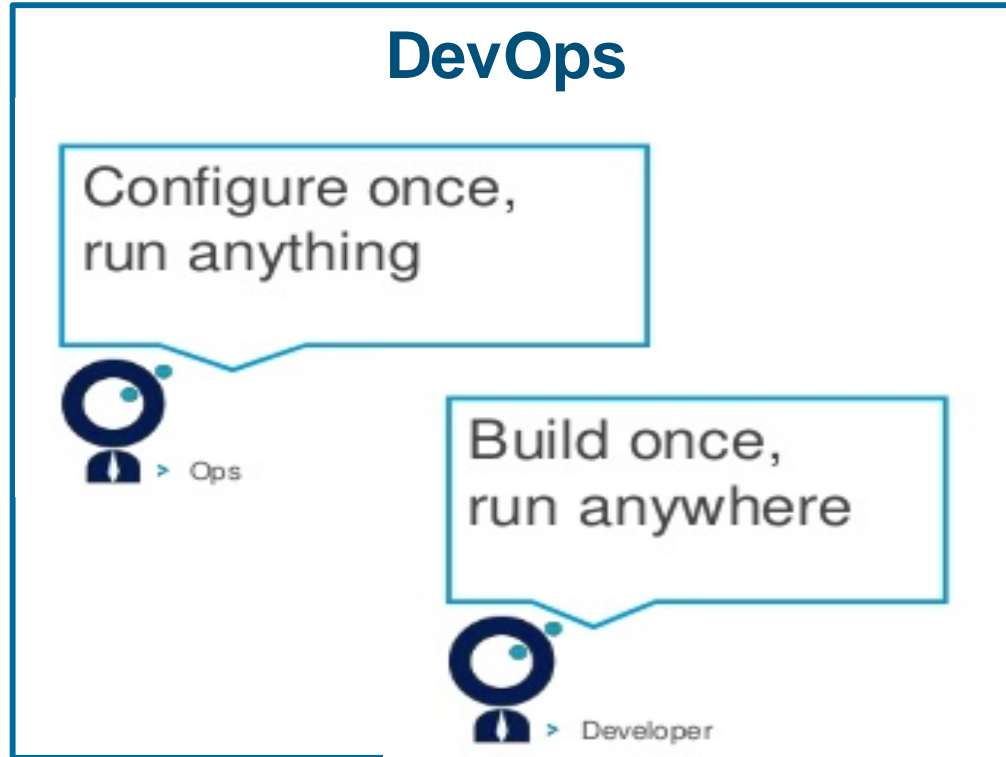 DevOps
Configure once,
run anything
> Ops
Build once,
run anywhere
> Developer